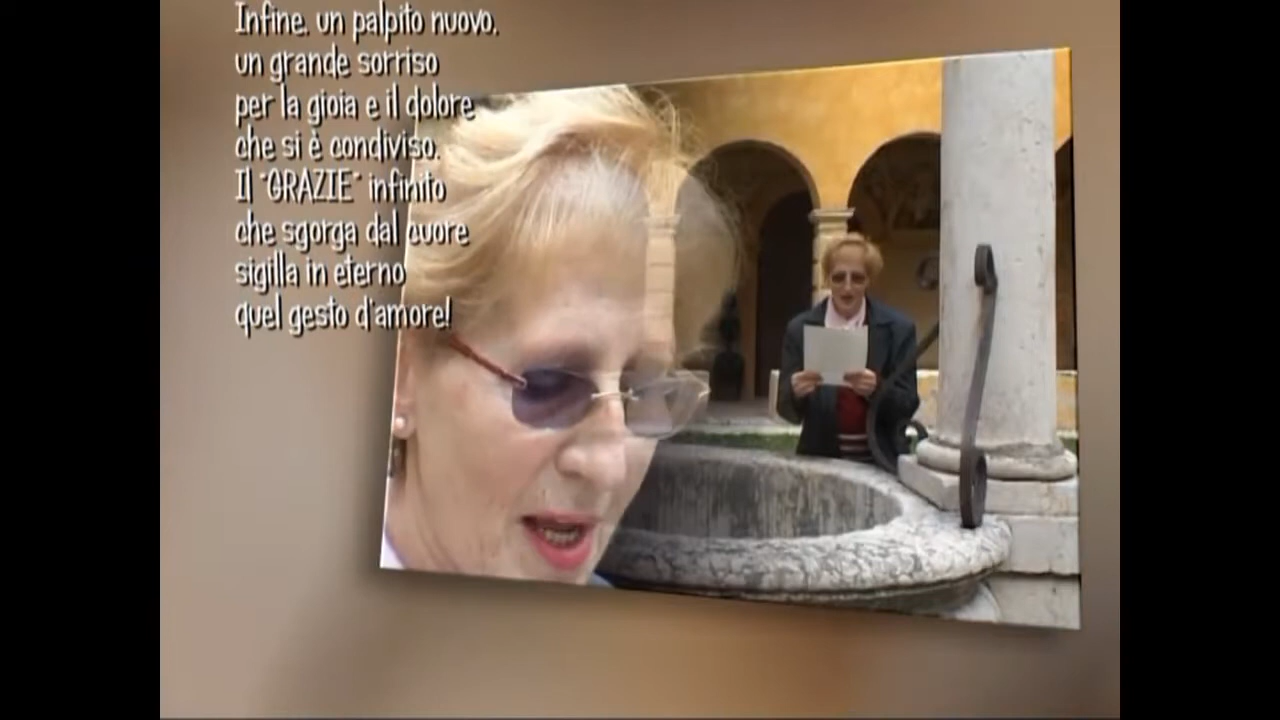 Infine, un palpito nuovo,
un grande sorriso
per la gioia e il dolore
che si è condiviso.
Il "GRAZIE" infinito
che sgorga dal cuore
sigilla in eterno
quel gesto d'amore!